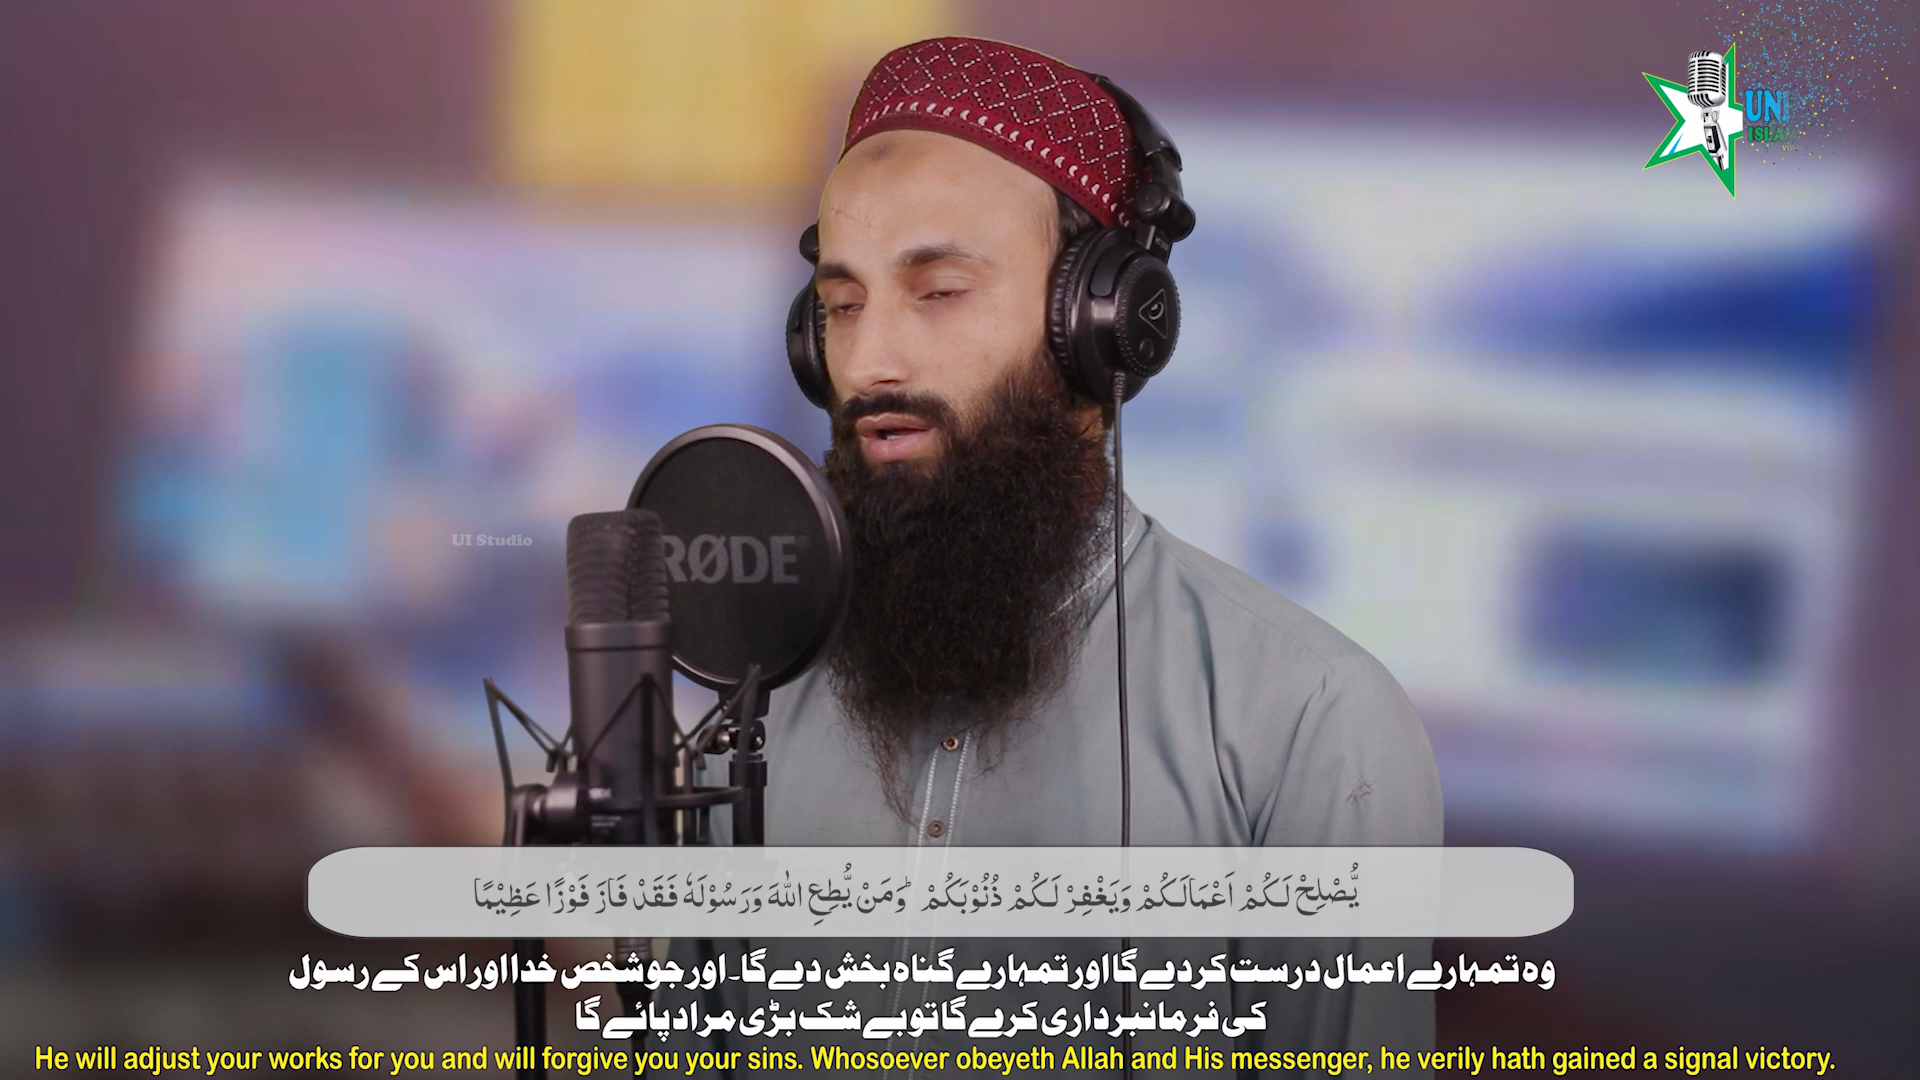 UNI
ISLA
UI Studio
RØDE
يُّصْلِحْ لَكُمْ اَعْمَالَكُمْ وَيَغْفِرْ لَكُمْ ذُنُوْبَكُمْ ؕ وَمَنْ يُّطِعِ اللّٰهَ وَرَسُوْلَهٗ فَقَدْ فَازَ فَوْزًا عَظِيْمًا
وہ تمہارے اعمال درست کردے گا اور تمہارے گناہ بخش دے گا۔ اور جو شخص خدا اور اس کے رسول
کی فرمانبرداری کرے گا تو بے شک بڑی مراد پائے گا
He will adjust your works for you and will forgive you your sins. Whosoever obeyeth Allah and His messenger, he verily hath gained a signal victory.